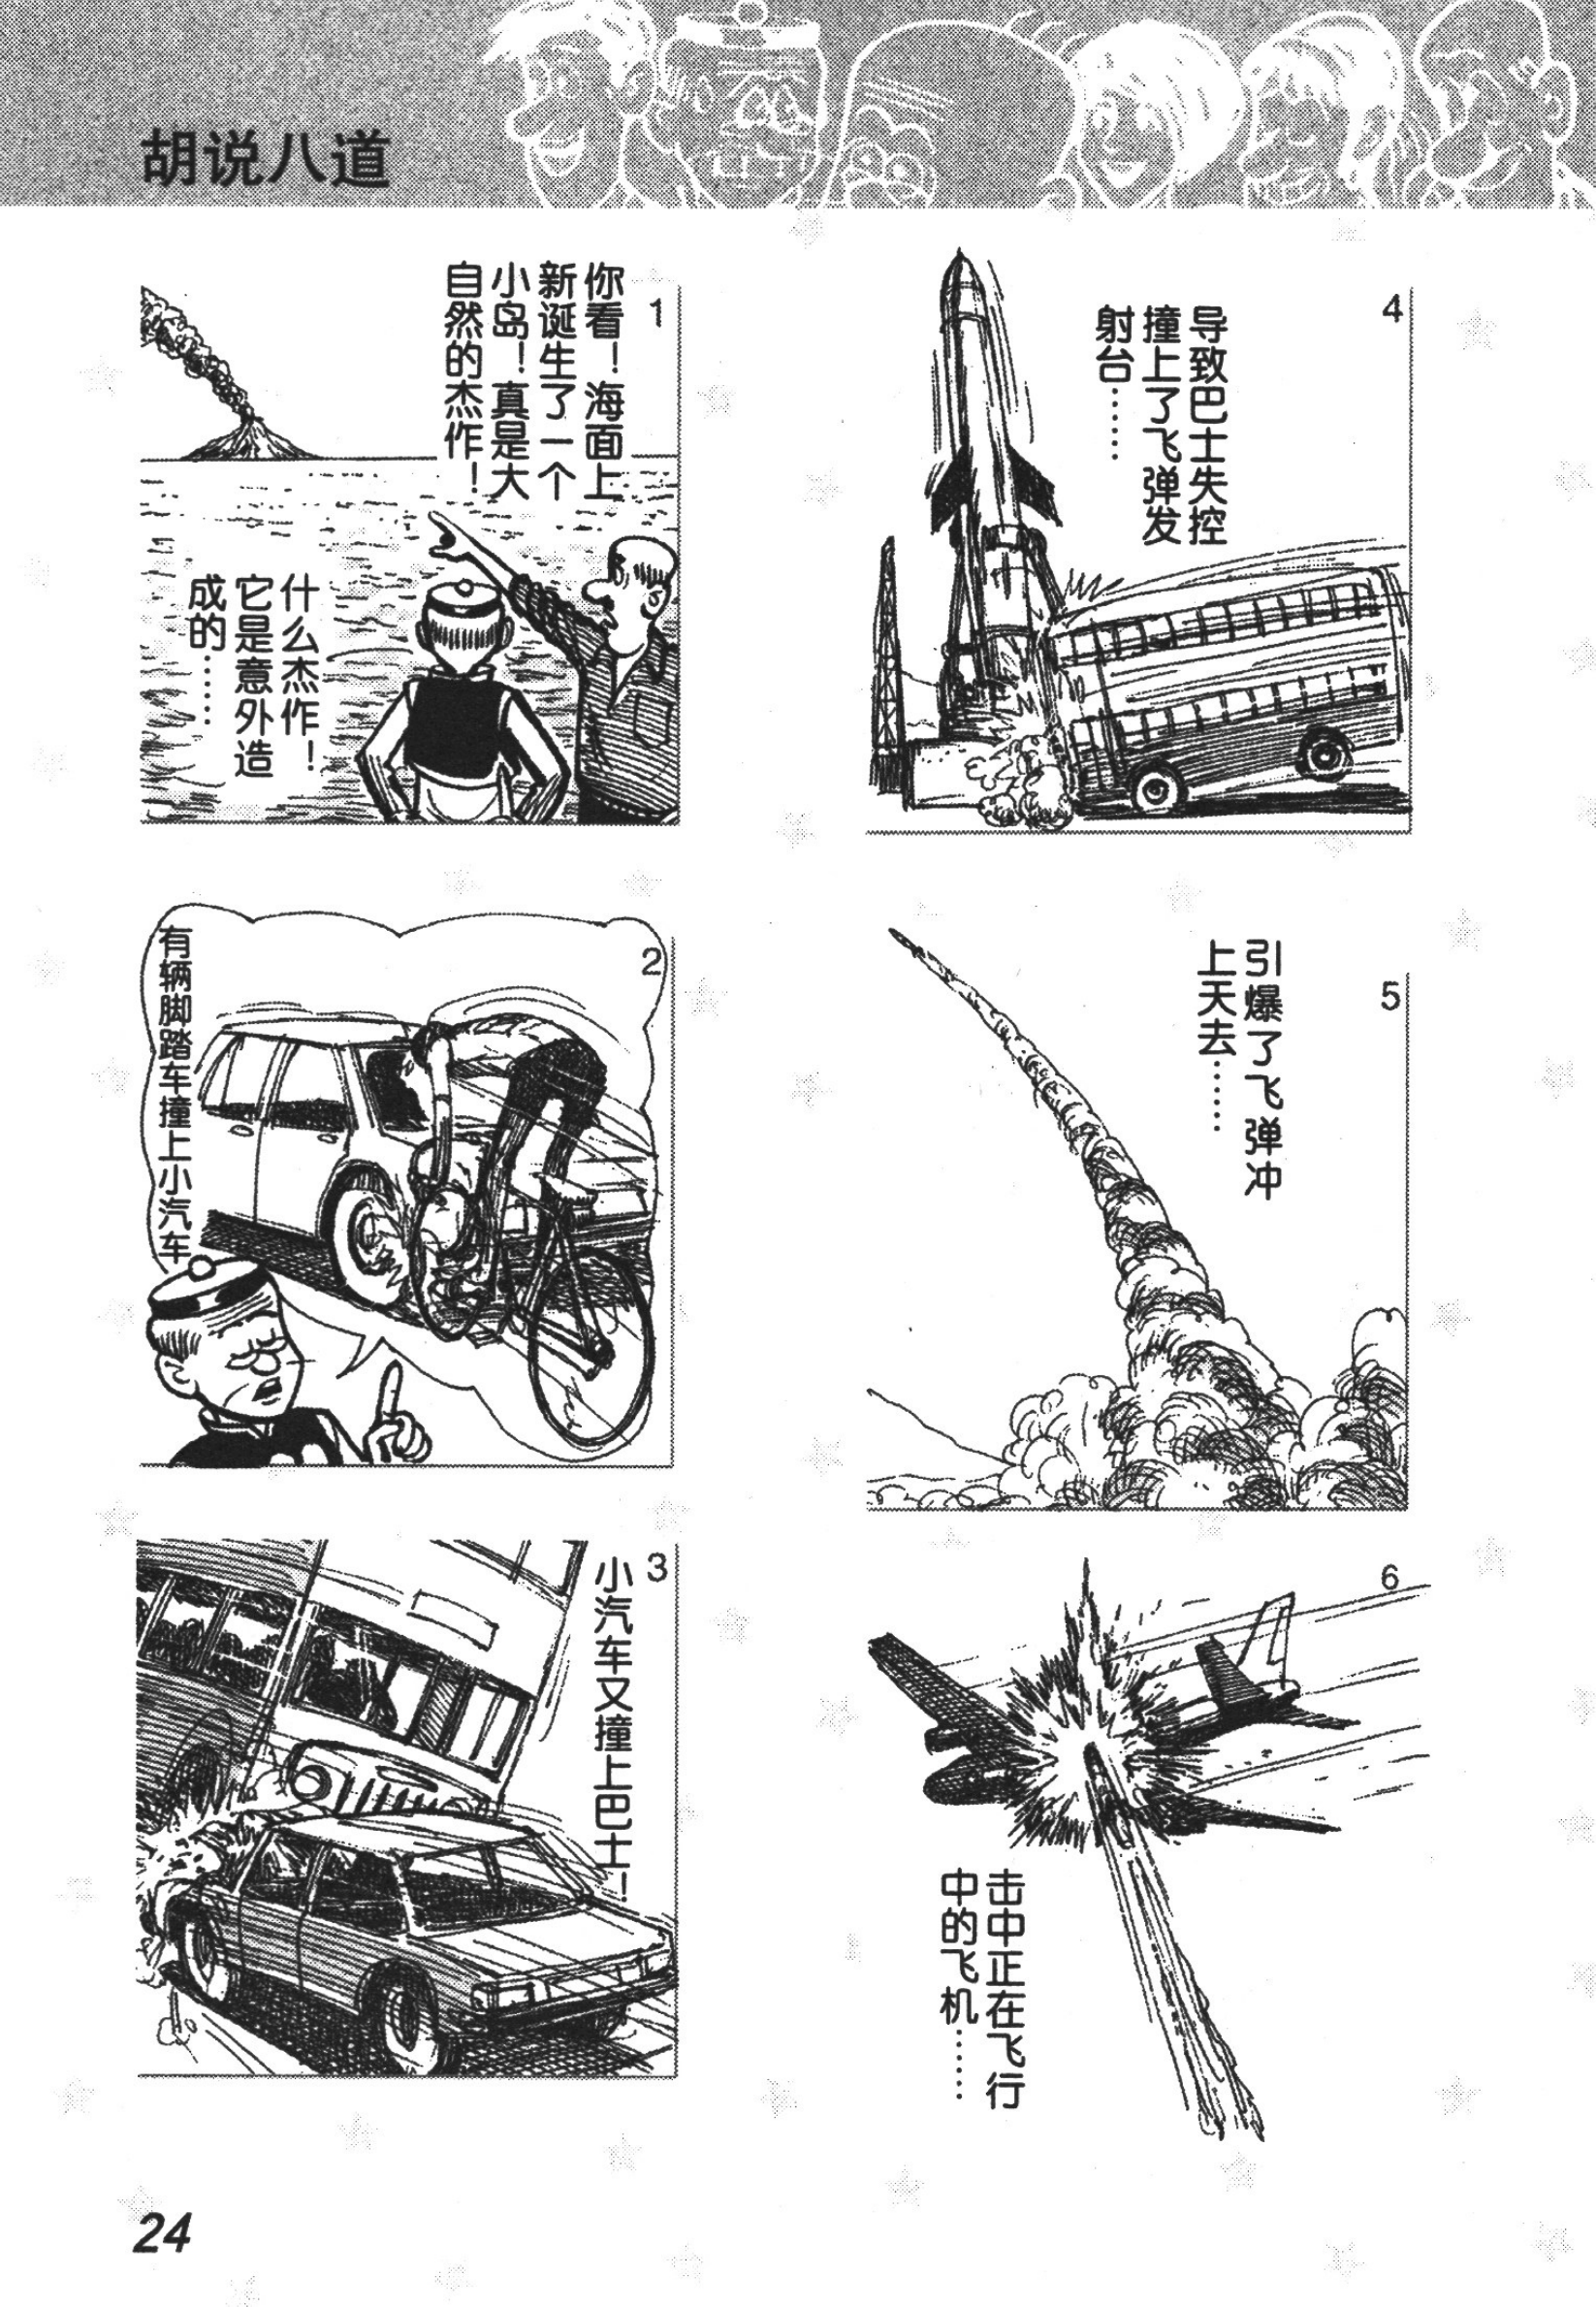 胡说八道
1
你看！海面上
新诞生了一个
小岛！真是大
自然的杰作！
什么杰作！
它是意外造
成的……
2
有辆脚踏车撞上小汽车
3
小汽车又撞上巴士！
4
导致巴士失控
撞上了飞弹发
射台……
5
引爆了飞弹冲
上天去……
6
击中正在飞行
中的飞机……
24